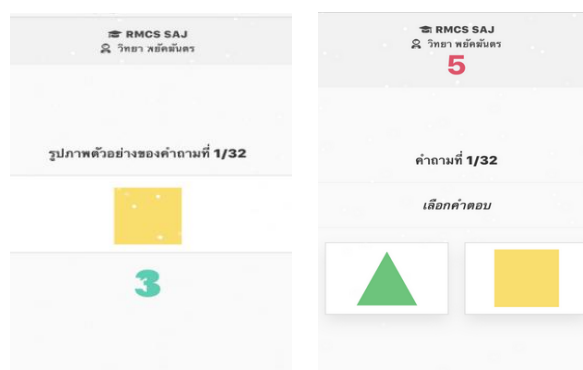 RMCS SAJ
วิทยา พยัคฆันตร
รูปภาพตัวอย่างของคำถามที่ 1/32
3
RMCS SAJ
วิทยา พยัคฆันตร
5
คำถามที่ 1/32
เลือกคำตอบ